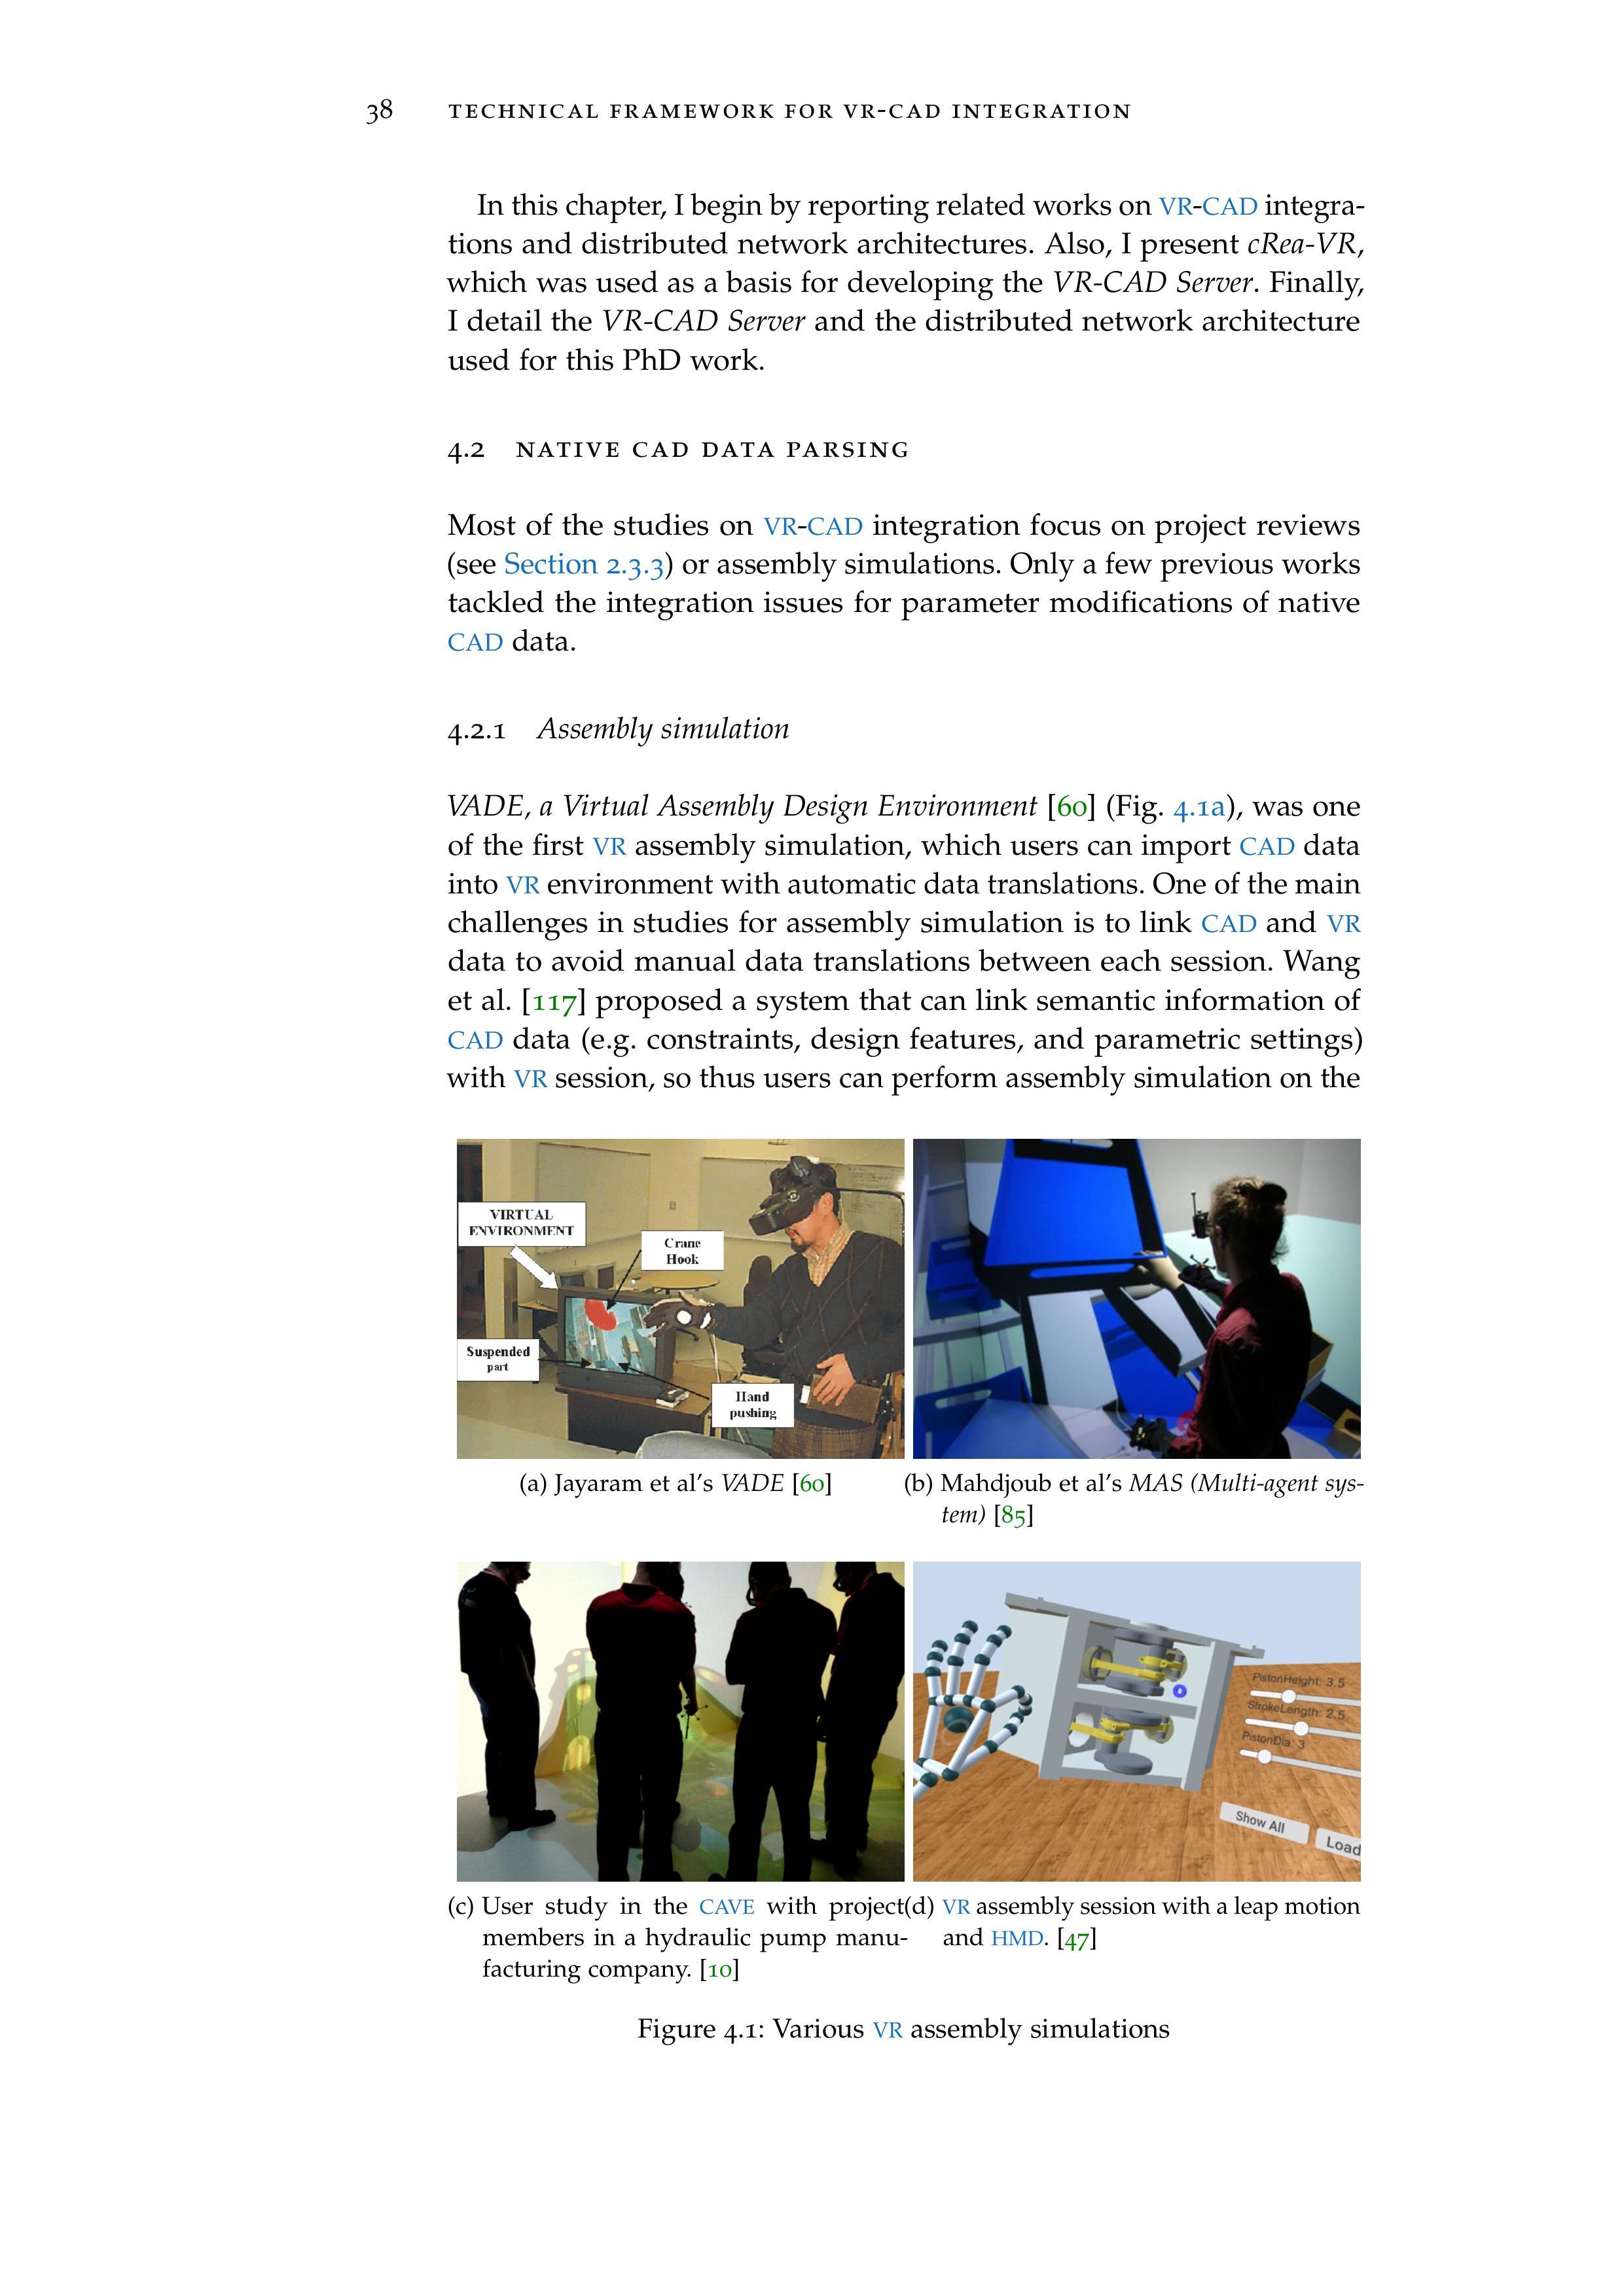 38 TECHNICAL FRAMEWORK FOR VR-CAD INTEGRATION
In this chapter, I begin by reporting related works on VR-CAD integra-
tions and distributed network architectures. Also, I present cRea-VR,
which was used as a basis for developing the VR-CAD Server. Finally,
I detail the VR-CAD Server and the distributed network architecture
used for this PhD work.
4.2 NATIVE CAD DATA PARSING
Most of the studies on VR-CAD integration focus on project reviews
(see Section 2.3.3) or assembly simulations. Only a few previous works
tackled the integration issues for parameter modifications of native
CAD data.
4.2.1 Assembly simulation
VADE, a Virtual Assembly Design Environment [60] (Fig. 4.1a), was one
of the first VR assembly simulation, which users can import CAD data
into VR environment with automatic data translations. One of the main
challenges in studies for assembly simulation is to link CAD and VR
data to avoid manual data translations between each session. Wang
et al. [117] proposed a system that can link semantic information of
CAD data (e.g. constraints, design features, and parametric settings)
with VR session, so thus users can perform assembly simulation on the
VIRTUAL
ENVIRONMENT
Crane
Hook
Suspended
part
Hand
pushing
(a) Jayaram et al's VADE [60]
(b) Mahdjoub et al's MAS (Multi-agent sys-
tem) [85]
PistonHeight: 3.5
StrokeLength: 2.5
PistonDia: 3
Show All
Load
(c) User study in the CAVE with project
members in a hydraulic pump manu-
facturing company. [10]
(d) VR assembly session with a leap motion
and HMD. [47]
Figure 4.1: Various VR assembly simulations